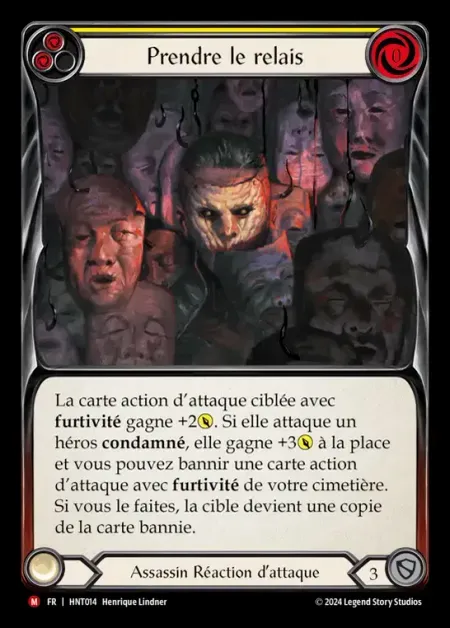 Prendre le relais
0
La carte action d'attaque ciblée avec
furtivité gagne +2. Si elle attaque un
héros condamné, elle gagne +3 à la place
et vous pouvez bannir une carte action
d'attaque avec furtivité de votre cimetière.
Si vous le faites, la cible devient une copie
de la carte bannie.
Assassin Réaction d'attaque
3
M FR | HNT014 Henrique Lindner
© 2024 Legend Story Studios